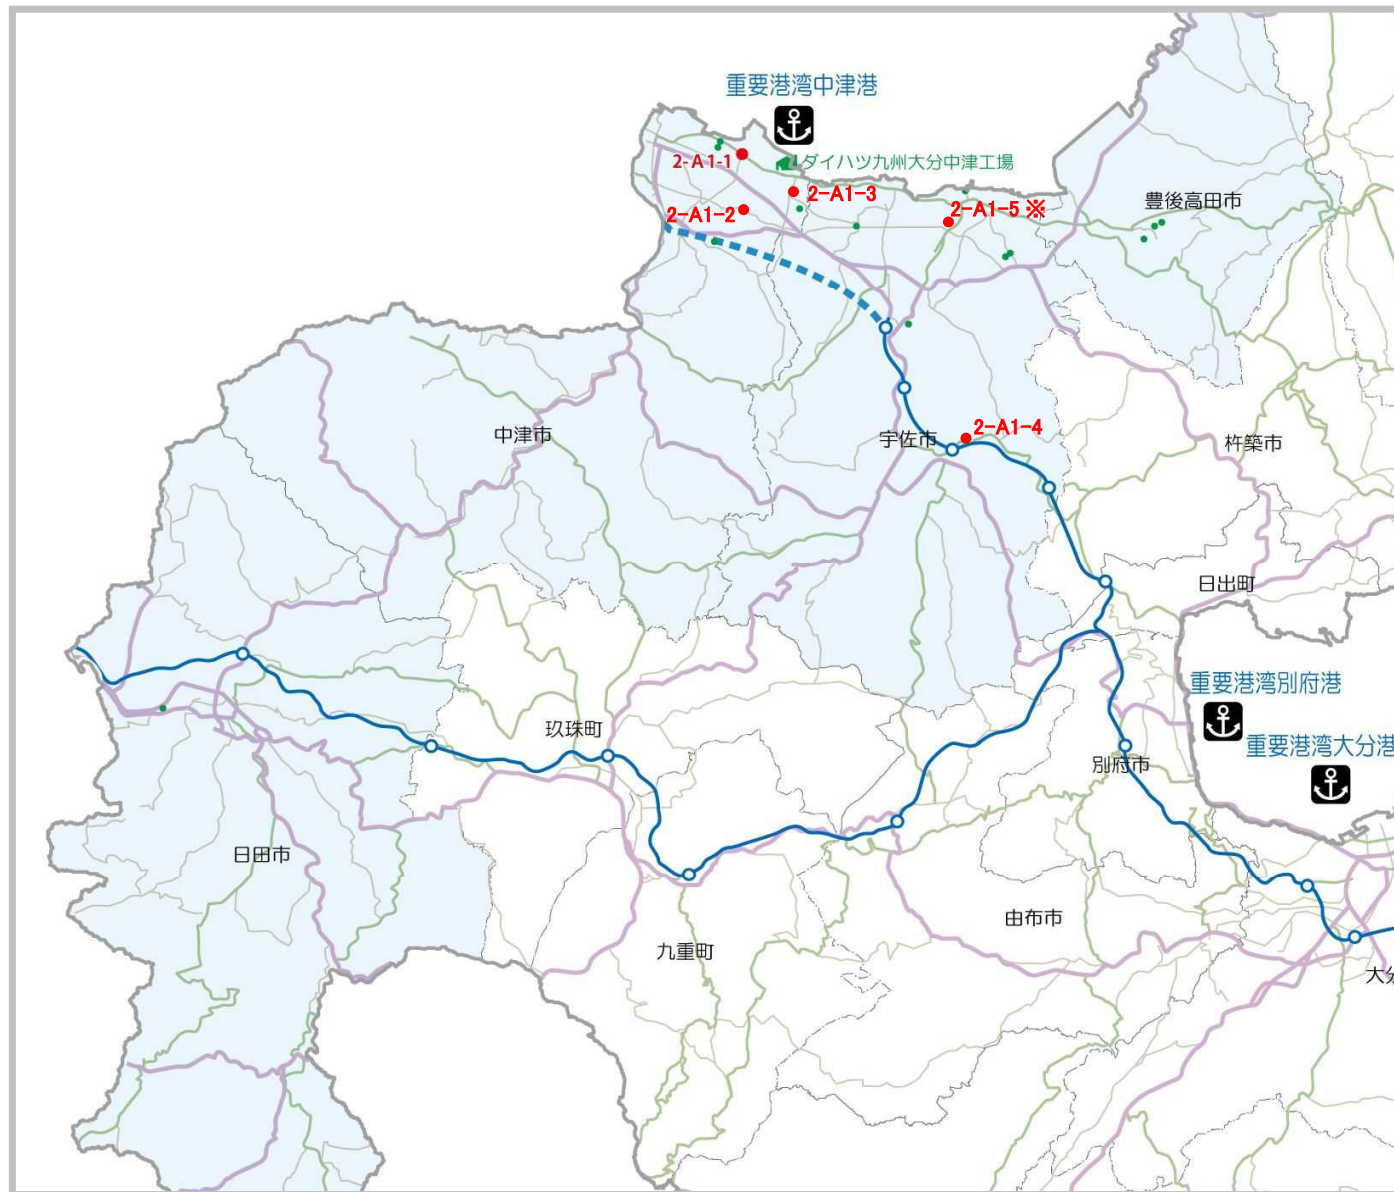 重要港湾中津港
2-A1-1
ダイハツ九州大分中津工場
2-A1-3
2-A1-2
2-A1-5 ※
豊後高田市
中津市
宇佐市
2-A1-4
杵築市
日出町
重要港湾別府港
玖珠町
重要港湾大分港
別府市
日田市
由布市
九重町
大分